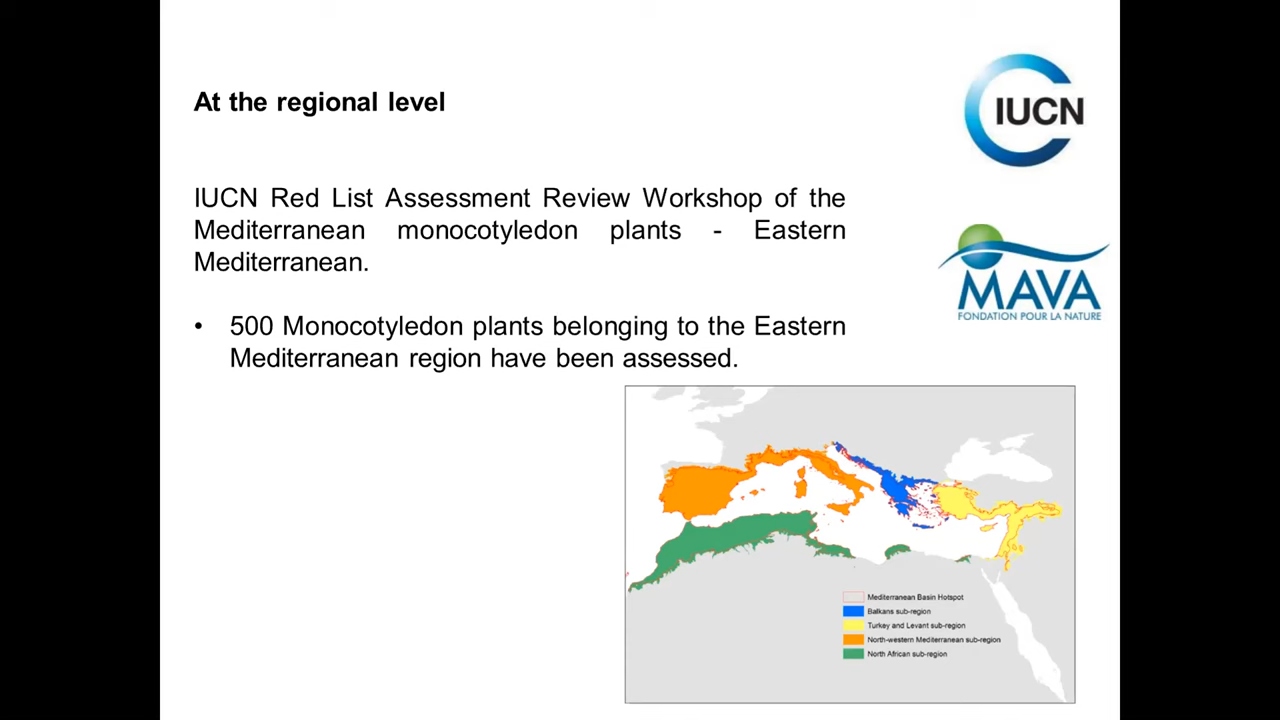 At the regional level
IUCN
IUCN Red List Assessment Review Workshop of the
Mediterranean monocotyledon plants - Eastern
Mediterranean.
MAVA
FONDATION POUR LA NATURE
• 500 Monocotyledon plants belonging to the Eastern
Mediterranean region have been assessed.
Mediterranean Basin Hotspot
Balkans sub-region
Turkey and Levant sub-region
North-western Mediterranean sub-region
North African sub-region